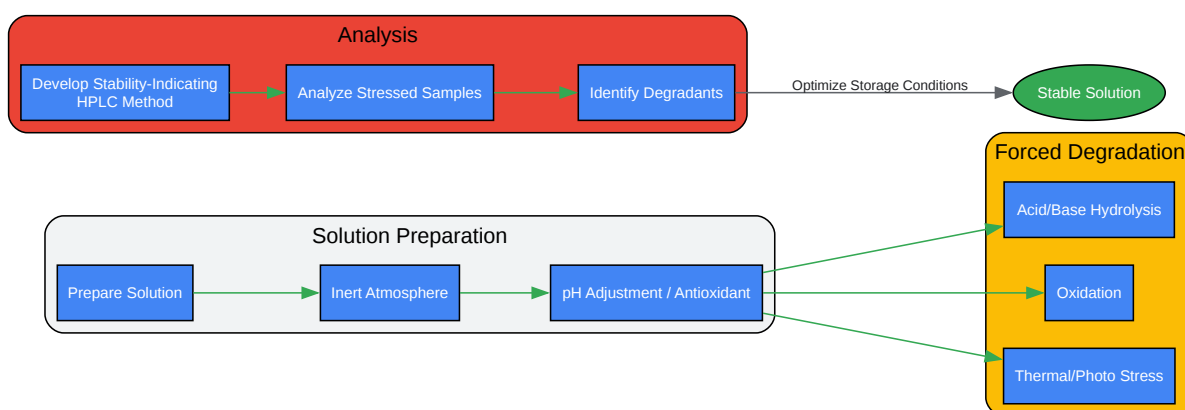 Analysis
Develop Stability-Indicating
HPLC Method
Analyze Stressed Samples
Identify Degradants
Optimize Storage Conditions
Stable Solution
Forced Degradation
Acid/Base Hydrolysis
Oxidation
Thermal/Photo Stress
Solution Preparation
Prepare Solution
Inert Atmosphere
pH Adjustment / Antioxidant